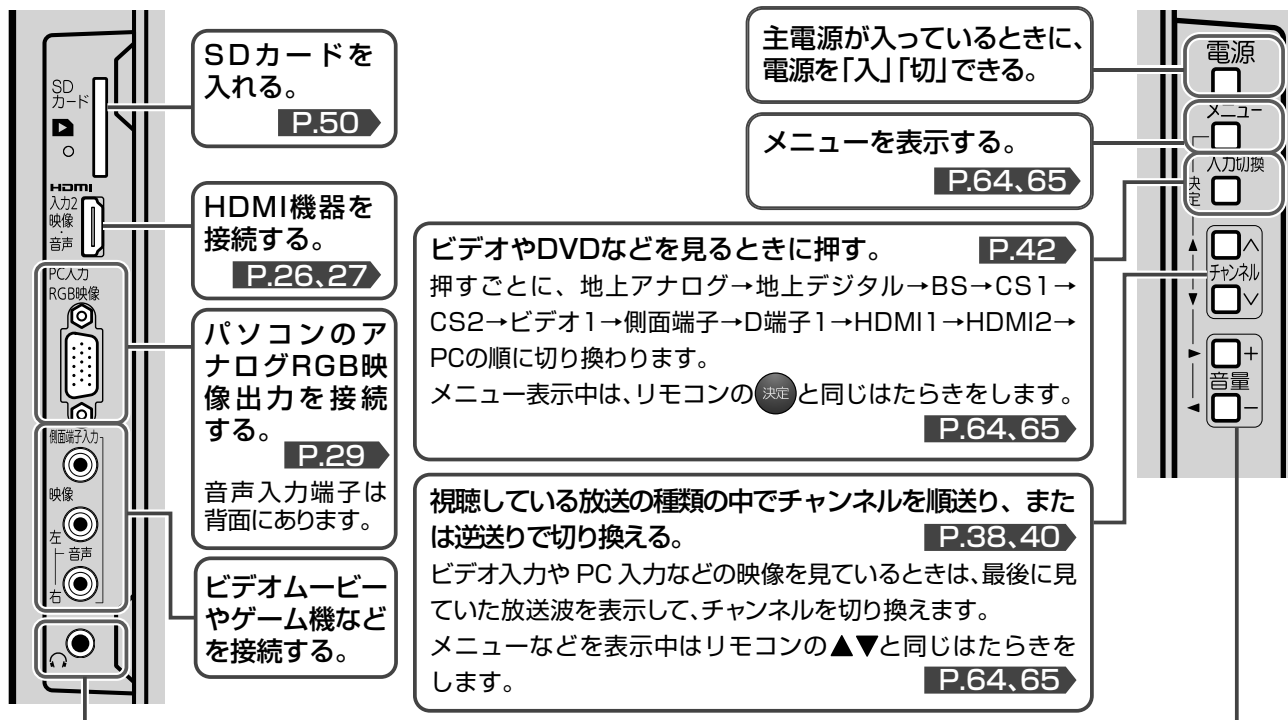 SD
カード
HDMI
入力2
映像
・
音声
PC入力
RGB映像
側面端子入力
映像
左
音声
右
SDカードを
入れる。
P.50
HDMI機器を
接続する。
P.26、27
パソコンのア
ナログRGB映
像出力を接続
する。
P.29
音声入力端子は
背面にあります。
ビデオムービー
やゲーム機など
を接続する。
主電源が入っているときに、
電源を「入」「切」できる。
メニューを表示する。
P.64、65
ビデオやDVDなどを見るときに押す。 P.42
押すごとに、地上アナログ→地上デジタル→BS→CS1→
CS2→ビデオ1→側面端子→D端子1→HDMI1→HDMI2→
PCの順に切り換わります。
メニュー表示中は、リモコンの決定と同じはたらきをします。
P.64、65
視聴している放送の種類の中でチャンネルを順送り、また
は逆送りで切り換える。 P.38、40
ビデオ入力や PC 入力などの映像を見ているときは、最後に見
ていた放送波を表示して、チャンネルを切り換えます。
メニューなどを表示中はリモコンの▲▼と同じはたらきを
します。 P.64、65
電源
メニュー
入力切換
決定
▲
∧
チャンネル
▼
∨
► +
音量
◄ −